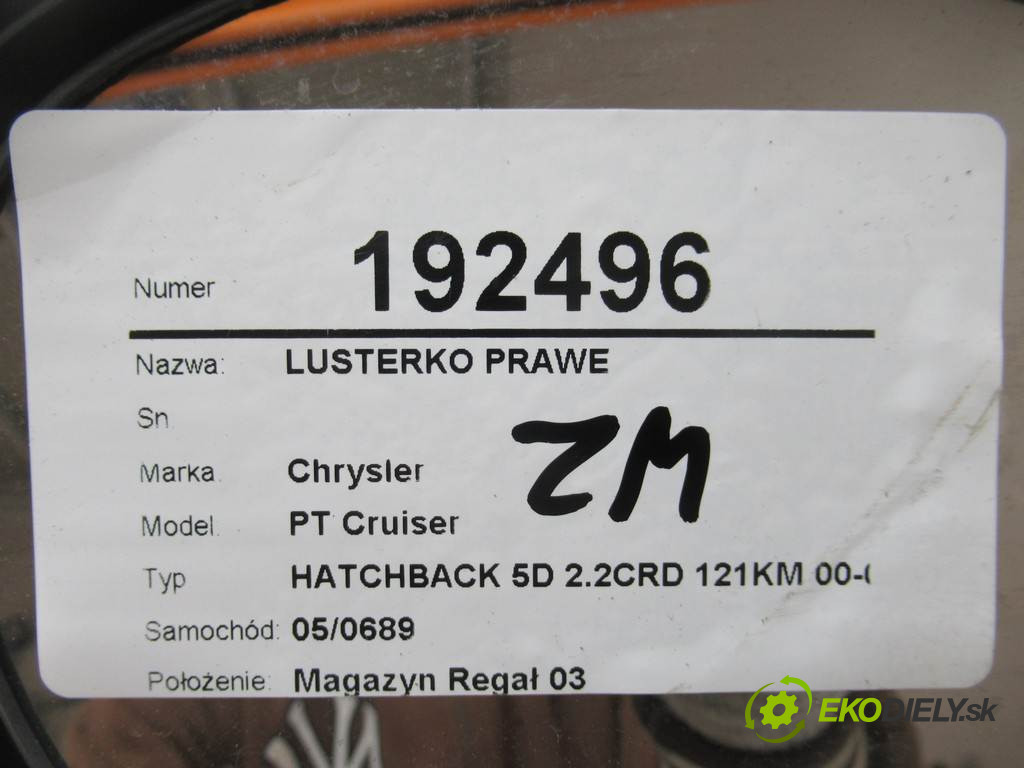 Numer 192496
Nazwa: LUSTERKO PRAWE
Sn
Marka. Chrysler
Model. PT Cruiser
Typ HATCHBACK 5D 2.2CRD 121KM 00-
Samochód: 05/0689
Położenie: Magazyn Regał 03
EKODIELY.sk